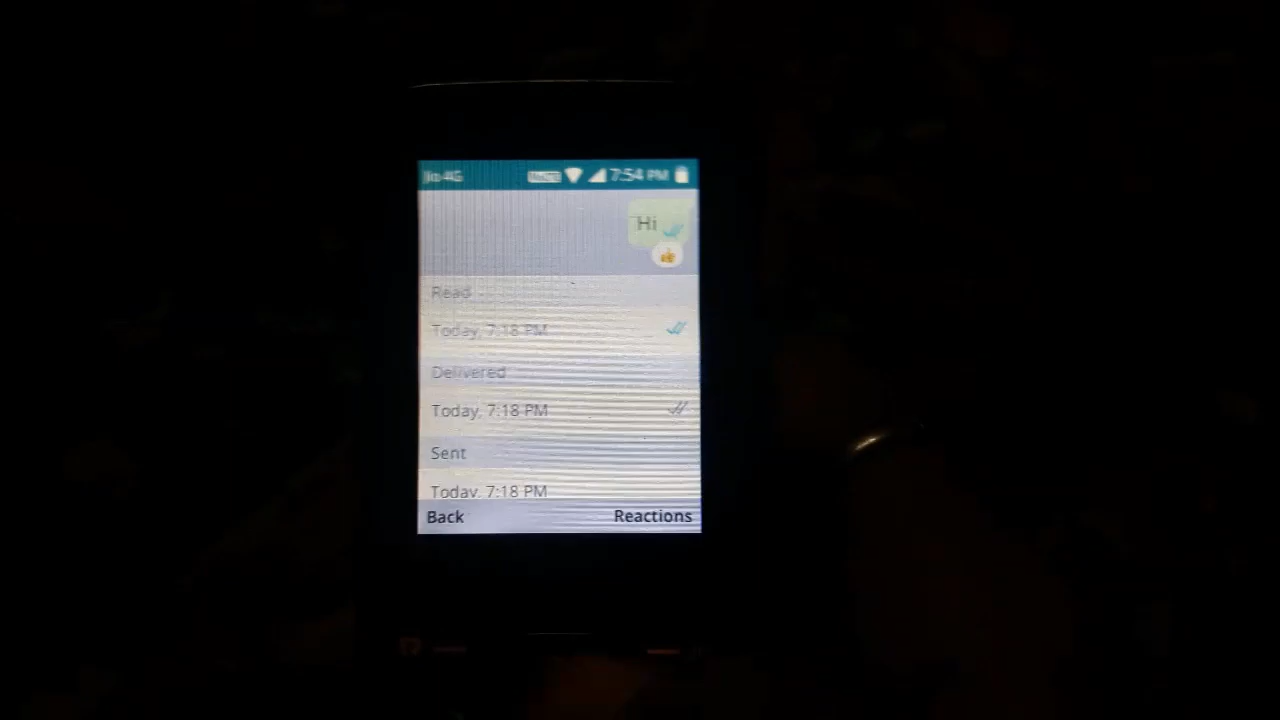 Jio 4G 7:54 PM
Hi
Read
Today, 7:18 PM
Delivered
Today, 7:18 PM
Sent
Today, 7:18 PM
Back Reactions